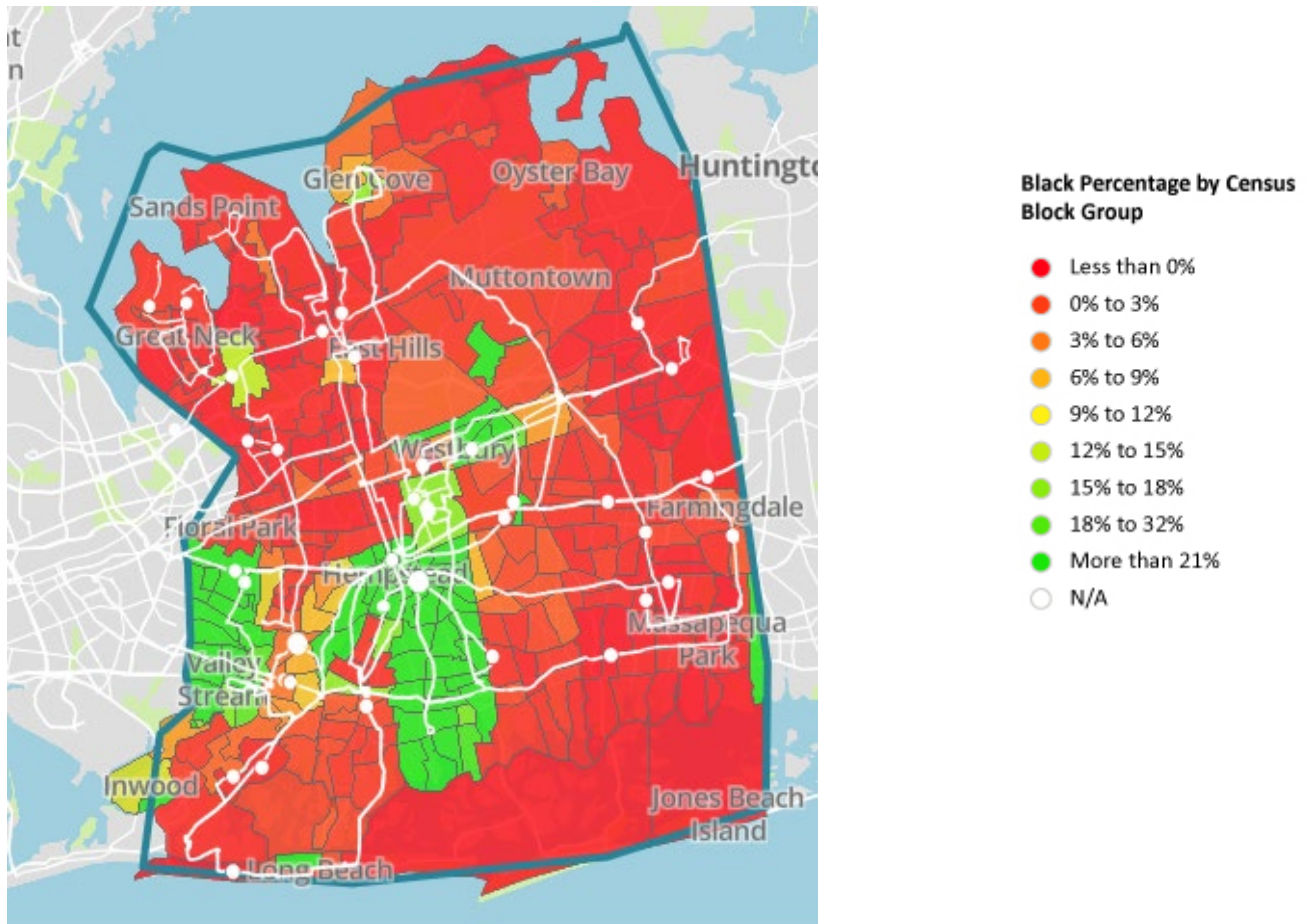 at
n
Huntingto
Glen Cove
Oyster Bay
Sands Point
Muttontown
Great Neck
East Hills
Westbury
Farmingdale
Floral Park
Hempstead
Massapequa
Park
Valley
Stream
Inwood
Jones Beach
Island
Long Beach
Black Percentage by Census
Block Group
Less than 0%
0% to 3%
3% to 6%
6% to 9%
9% to 12%
12% to 15%
15% to 18%
18% to 32%
More than 21%
N/A